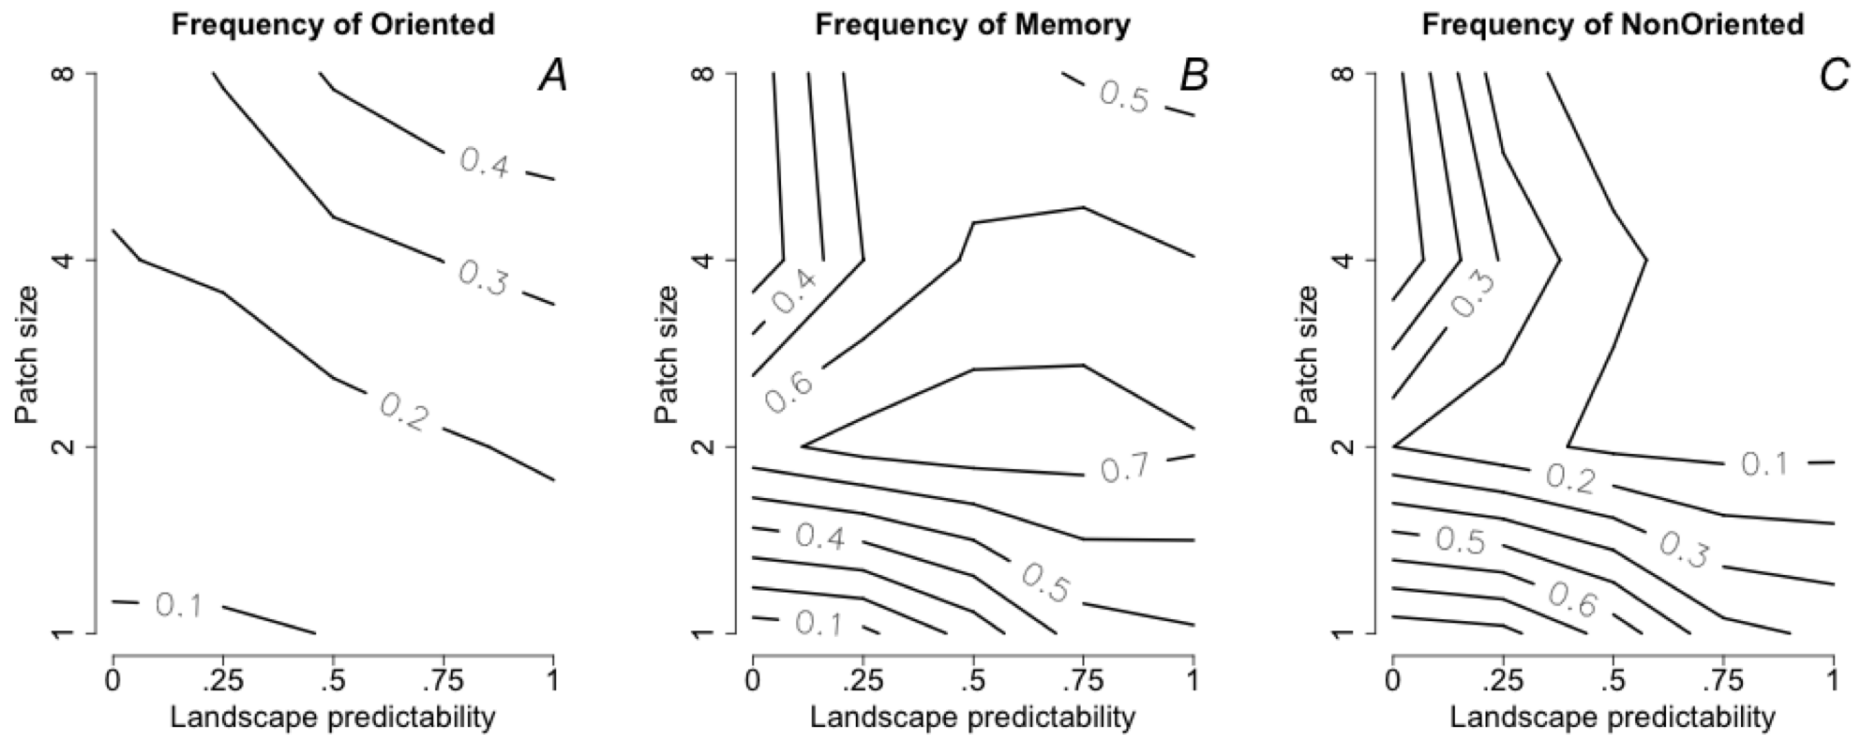 Frequency of Oriented
A
8
4
2
1
Patch size
0.4
0.3
0.2
0.1
0 .25 .5 .75 1
Landscape predictability
Frequency of Memory
B
8
4
2
1
Patch size
0.5
0.4
0.6
0.7
0.4
0.5
0.1
0 .25 .5 .75 1
Landscape predictability
Frequency of NonOriented
C
8
4
2
1
Patch size
0.3
0.1
0.2
0.5
0.3
0.6
0 .25 .5 .75 1
Landscape predictability